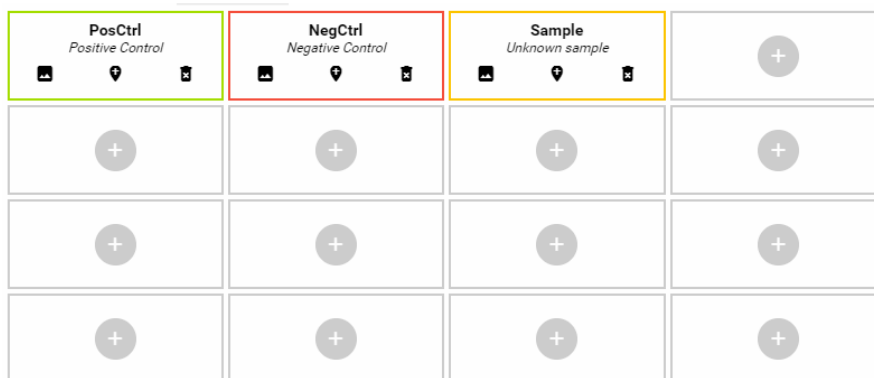 PosCtrl
Positive Control
NegCtrl
Negative Control
Sample
Unknown sample